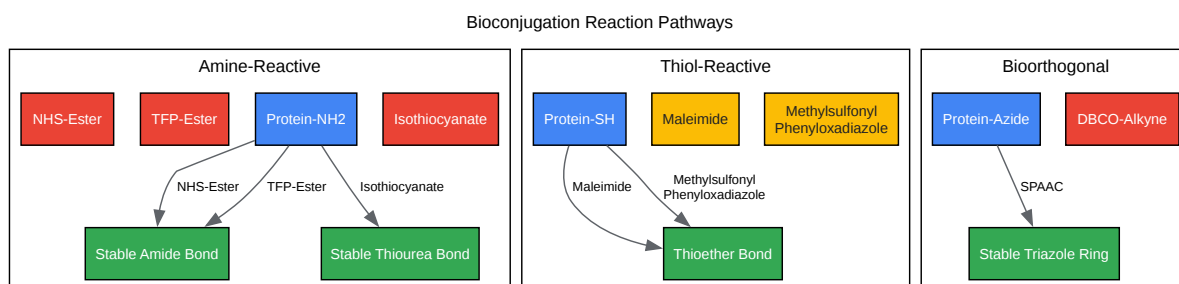 Bioconjugation Reaction Pathways
Amine-Reactive
NHS-Ester
TFP-Ester
Protein-NH2
Isothiocyanate
NHS-Ester
TFP-Ester
Isothiocyanate
Stable Amide Bond
Stable Thiourea Bond
Thiol-Reactive
Protein-SH
Maleimide
Methylsulfonyl
Phenyloxadiazole
Maleimide
Methylsulfonyl
Phenyloxadiazole
Thioether Bond
Bioorthogonal
Protein-Azide
DBCO-Alkyne
SPAAC
Stable Triazole Ring